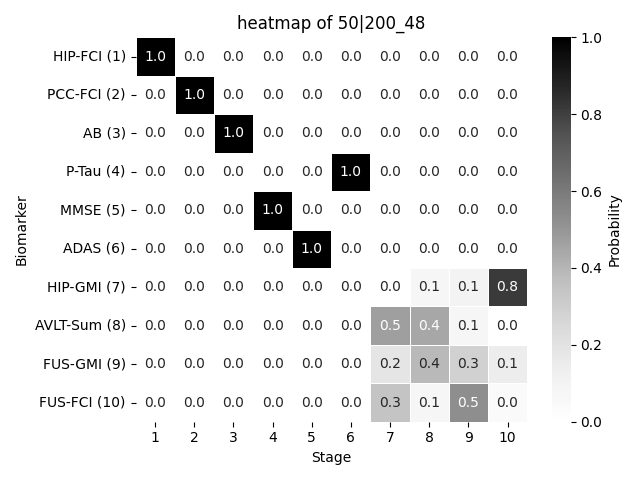 heatmap of 50|200_48
HIP-FCI (1) 1.0 0.0 0.0 0.0 0.0 0.0 0.0 0.0 0.0 0.0
PCC-FCI (2) 0.0 1.0 0.0 0.0 0.0 0.0 0.0 0.0 0.0 0.0
AB (3) 0.0 0.0 1.0 0.0 0.0 0.0 0.0 0.0 0.0 0.0
P-Tau (4) 0.0 0.0 0.0 0.0 0.0 1.0 0.0 0.0 0.0 0.0
MMSE (5) 0.0 0.0 0.0 1.0 0.0 0.0 0.0 0.0 0.0 0.0
ADAS (6) 0.0 0.0 0.0 0.0 1.0 0.0 0.0 0.0 0.0 0.0
HIP-GMI (7) 0.0 0.0 0.0 0.0 0.0 0.0 0.0 0.1 0.1 0.8
AVLT-Sum (8) 0.0 0.0 0.0 0.0 0.0 0.0 0.5 0.4 0.1 0.0
FUS-GMI (9) 0.0 0.0 0.0 0.0 0.0 0.0 0.2 0.4 0.3 0.1
FUS-FCI (10) 0.0 0.0 0.0 0.0 0.0 0.0 0.3 0.1 0.5 0.0
1 2 3 4 5 6 7 8 9 10
Stage
Biomarker
1.0
0.8
0.6
0.4
0.2
0.0
Probability